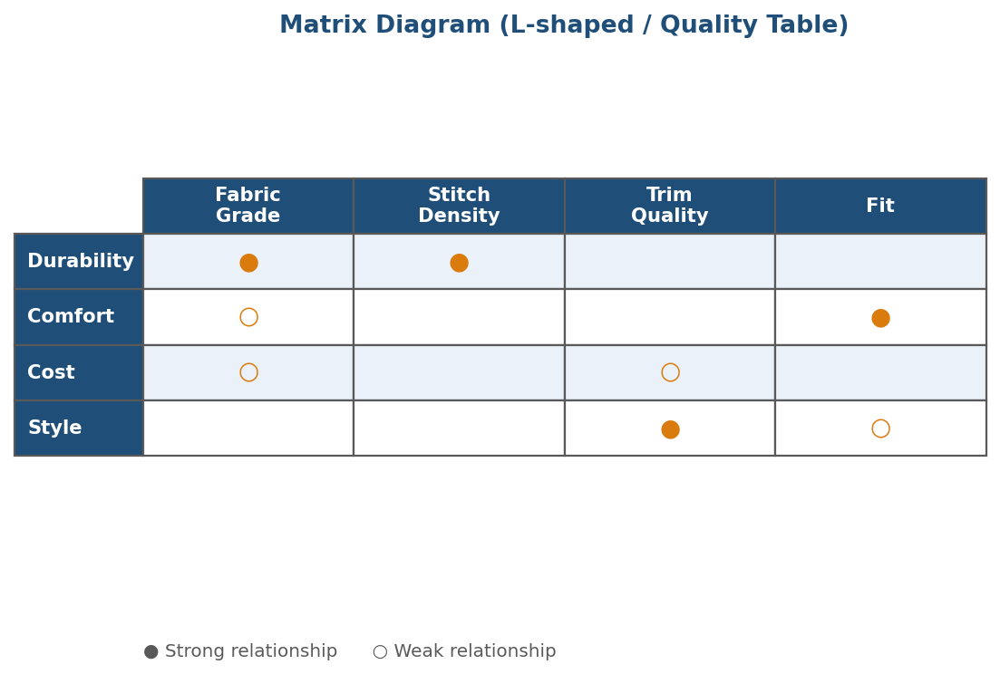 Matrix Diagram (L-shaped / Quality Table)
Fabric
Grade
Stitch
Density
Trim
Quality
Fit
Durability ● ●
Comfort ○ ●
Cost ○ ○
Style ● ○
● Strong relationship ○ Weak relationship